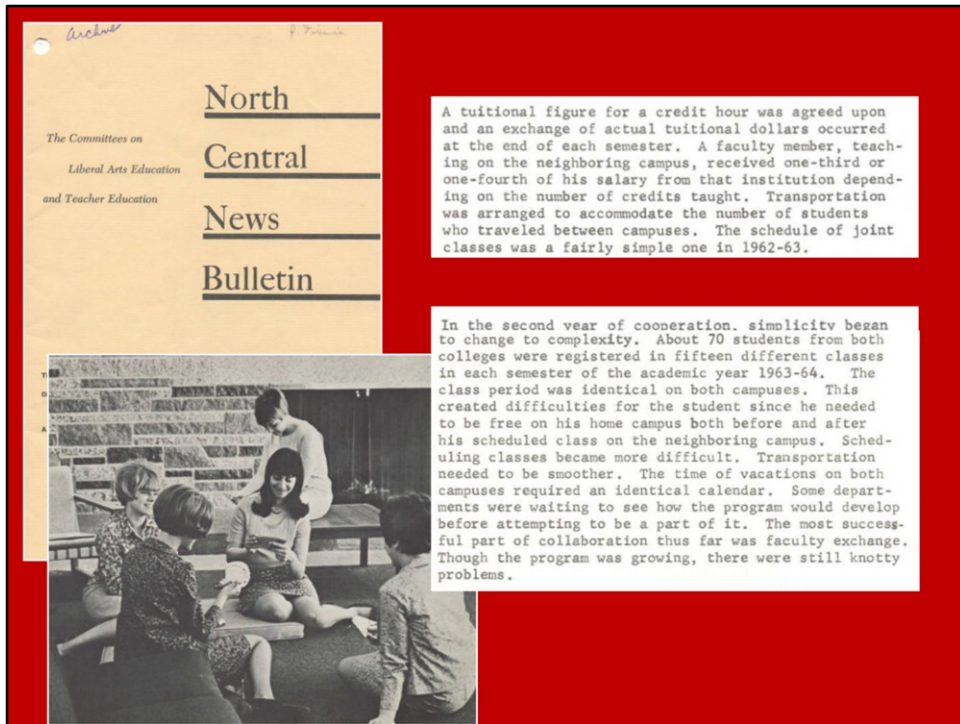 Archive
North
Central
News
Bulletin
The Committees on
Liberal Arts Education
and Teacher Education
A tuitional figure for a credit hour was agreed upon
and an exchange of actual tuitional dollars occurred
at the end of each semester. A faculty member, teach-
ing on the neighboring campus, received one-third or
one-fourth of his salary from that institution depend-
ing on the number of credits taught. Transportation
was arranged to accommodate the number of students
who traveled between campuses. The schedule of joint
classes was a fairly simple one in 1962-63.
In the second year of cooperation, simplicity began
to change to complexity. About 70 students from both
colleges were registered in fifteen different classes
in each semester of the academic year 1963-64. The
class period was identical on both campuses. This
created difficulties for the student since he needed
to be free on his home campus both before and after
his scheduled class on the neighboring campus. Sched-
uling classes became more difficult. Transportation
needed to be smoother. The time of vacations on both
campuses required an identical calendar. Some depart-
ments were waiting to see how the program would develop
before attempting to be a part of it. The most success-
ful part of collaboration thus far was faculty exchange.
Though the program was growing, there were still knotty
problems.